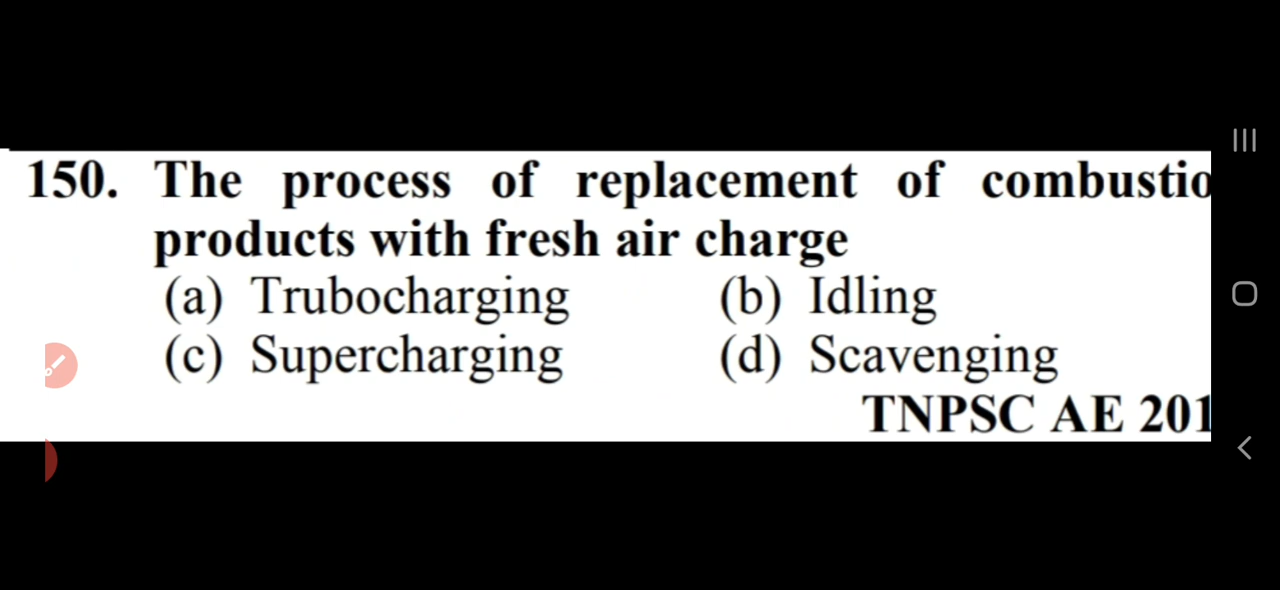 150. The process of replacement of combustio
products with fresh air charge
(a) Trubocharging (b) Idling
(c) Supercharging (d) Scavenging
TNPSC AE 201